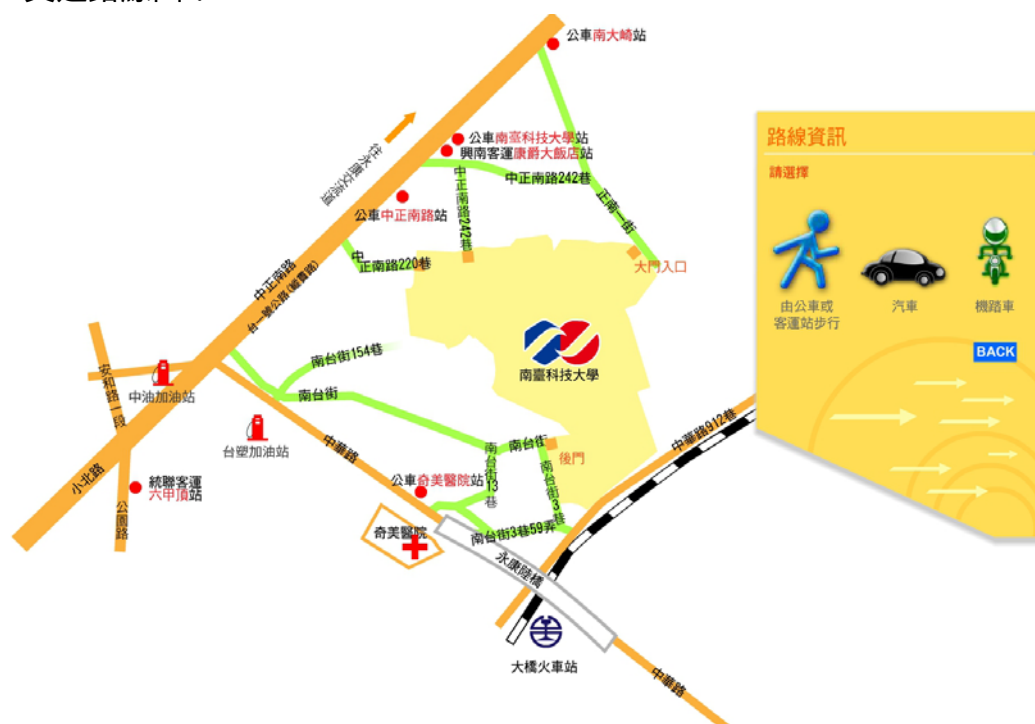 公車南大崎站
往永康交流道
公車南臺科技大學站
興南客運康爵大飯店站
中正南路242巷
中正南路242巷
公車中正南路站
正南一街
中正南路220巷
大門入口
中正南路
台一號公路(縱貫路)
南台街154巷
南臺科技大學
安和路一段
中油加油站
南台街
台塑加油站
中華路
南台街13巷
南台街
後門
中華路912巷
小北路
統聯客運
六甲頂站
公園路
公車奇美醫院站
南台街3巷
奇美醫院
南台街3巷59弄
永康陸橋
大橋火車站
中華路
路線資訊
請選擇
由公車或
客運站步行
汽車
機踏車
BACK